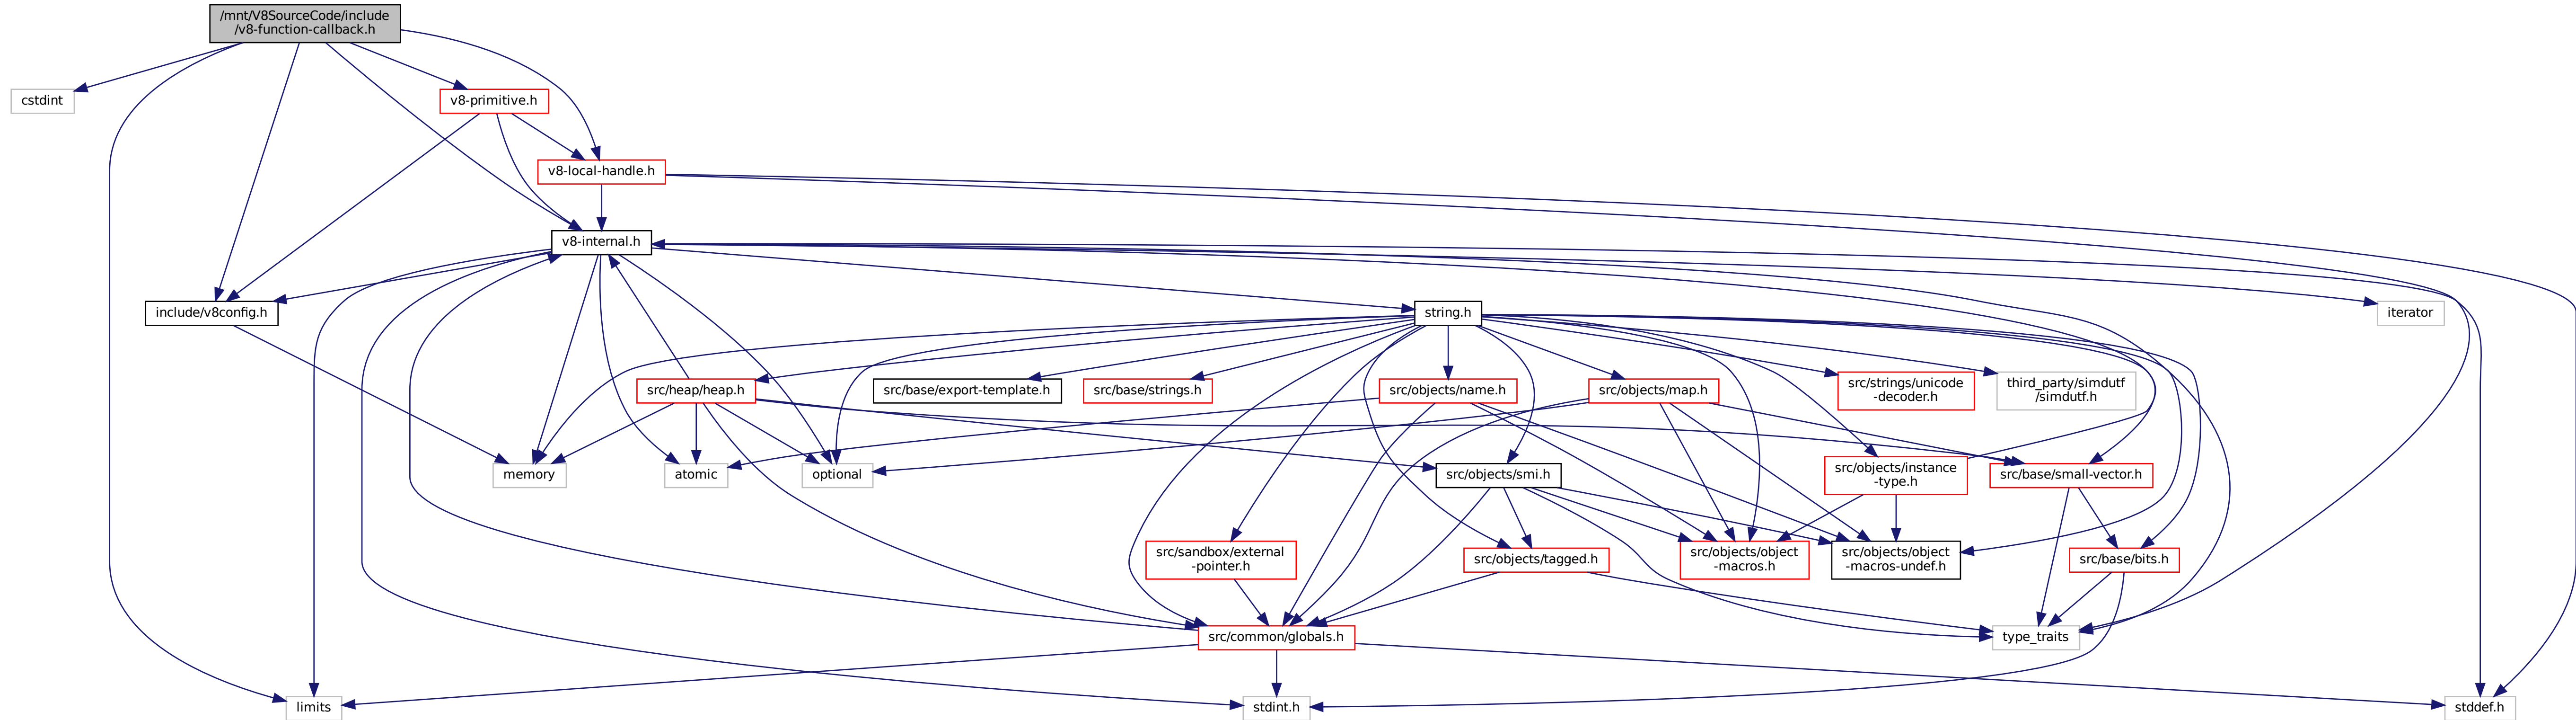 /mnt/V8SourceCode/include
/v8-function-callback.h
cstdint
v8-primitive.h
v8-local-handle.h
v8-internal.h
include/v8config.h
string.h
iterator
src/heap/heap.h
src/base/export-template.h
src/base/strings.h
src/objects/name.h
src/objects/map.h
src/strings/unicode
-decoder.h
third_party/simdutf
/simdutf.h
memory
atomic
optional
src/objects/smi.h
src/objects/instance
-type.h
src/base/small-vector.h
src/sandbox/external
-pointer.h
src/objects/tagged.h
src/objects/object
-macros.h
src/objects/object
-macros-undef.h
src/base/bits.h
src/common/globals.h
type_traits
limits
stdint.h
stddef.h